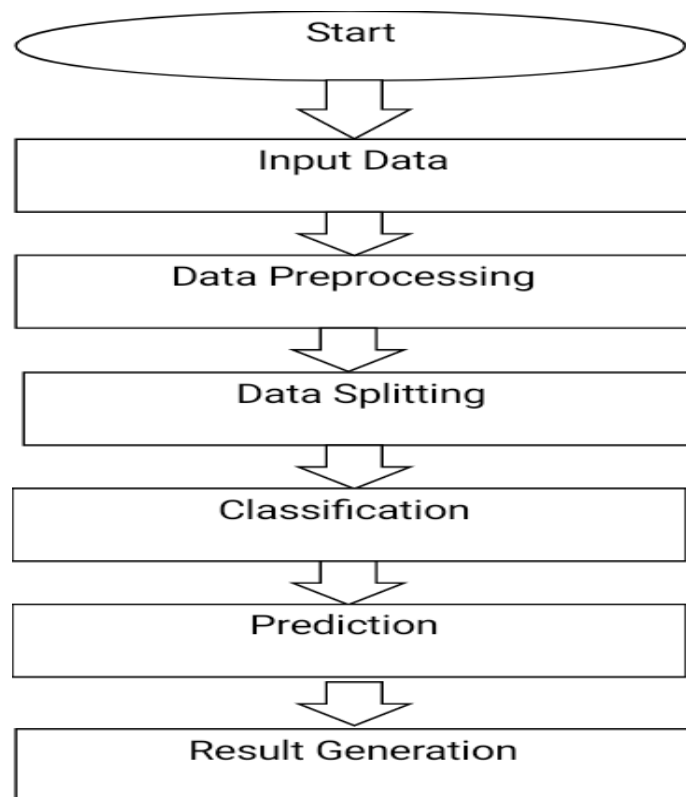 Start
Input Data
Data Preprocessing
Data Splitting
Classification
Prediction
Result Generation